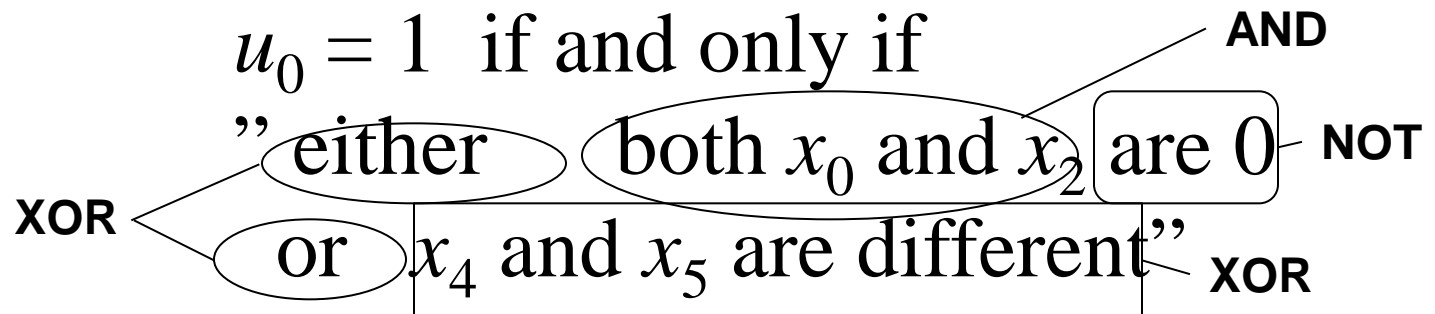 u₀ = 1 if and only if
AND
” either both x₀ and x₂ are 0
NOT
XOR
or x₄ and x₅ are different”
XOR